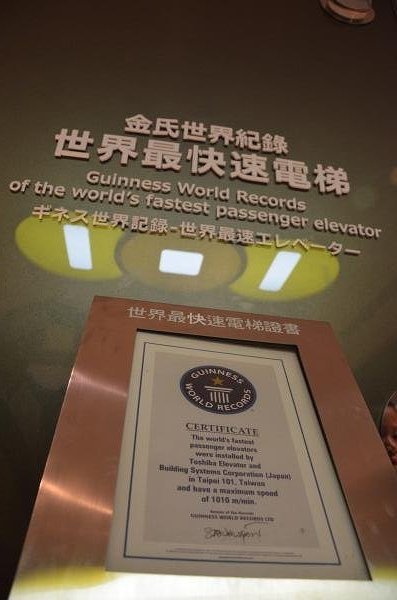 金氏世界紀錄
世界最快速電梯
Guinness World Records
of the world's fastest passenger elevator
ギネス世界記録-世界最速エレベーター
世界最快速電梯證書
GUINNESS
WORLD RECORDS
CERTIFICATE
The world's fastest
passenger elevators
were installed by
Toshiba Elevator and
Building Systems Corporation (Japan)
in Taipei 101, Taiwan
and have a maximum speed
of 1010 m/min.
Keeper of the Records
GUINNESS WORLD RECORDS LTD